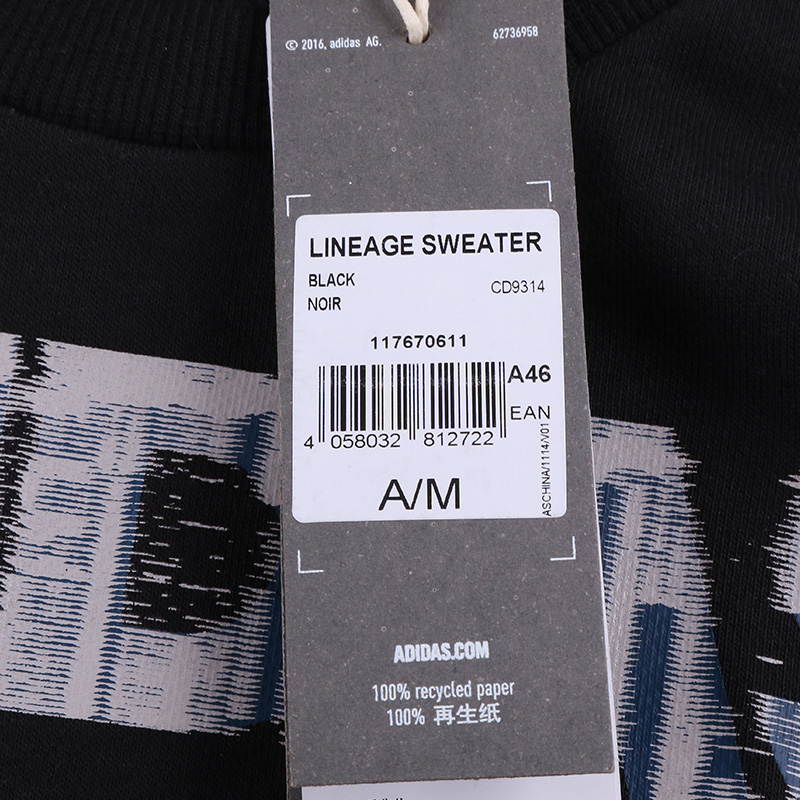 © 2016, adidas AG.
62736958
LINEAGE SWEATER
BLACK
NOIR
CD9314
117670611
A46
EAN
4 058032 812722
ASCHINA/1114/V01
A/M
ADIDAS.COM
100% recycled paper
100% 再生纸